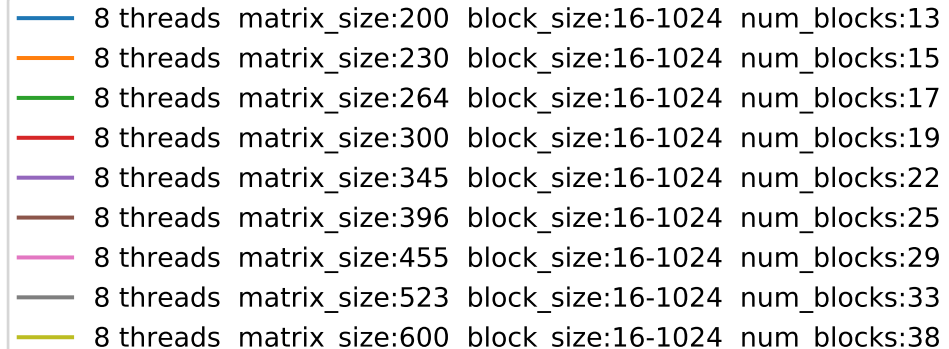 8 threads  matrix_size:200  block_size:16-1024  num_blocks:13
8 threads  matrix_size:230  block_size:16-1024  num_blocks:15
8 threads  matrix_size:264  block_size:16-1024  num_blocks:17
8 threads  matrix_size:300  block_size:16-1024  num_blocks:19
8 threads  matrix_size:345  block_size:16-1024  num_blocks:22
8 threads  matrix_size:396  block_size:16-1024  num_blocks:25
8 threads  matrix_size:455  block_size:16-1024  num_blocks:29
8 threads  matrix_size:523  block_size:16-1024  num_blocks:33
8 threads  matrix_size:600  block_size:16-1024  num_blocks:38